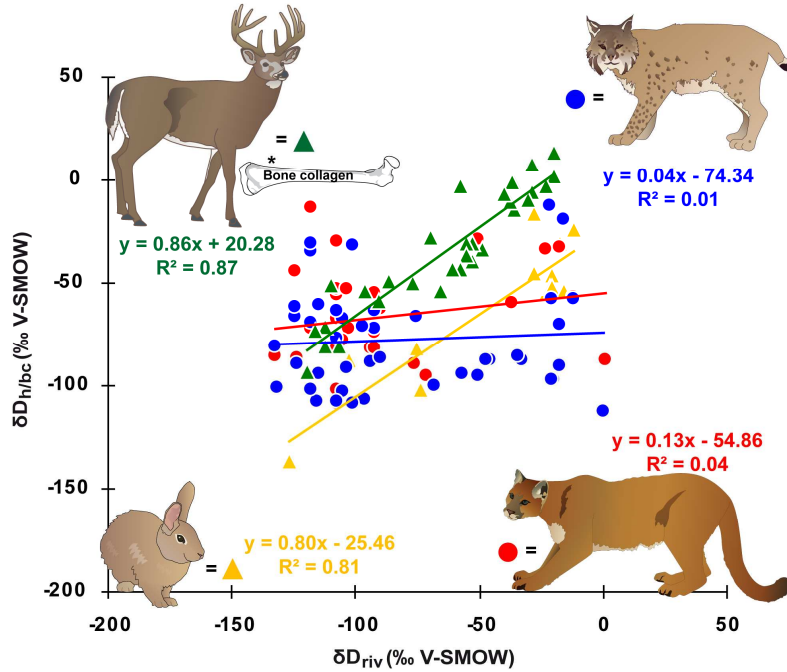 50
0
-50
-100
-150
-200
-200
-150
-100
-50
0
50
δD_h/bc (‰ V-SMOW)
δD_riv (‰ V-SMOW)
=
*
Bone collagen
y = 0.86x + 20.28
R² = 0.87
=
y = 0.04x - 74.34
R² = 0.01
y = 0.13x - 54.86
R² = 0.04
=
=
y = 0.80x - 25.46
R² = 0.81